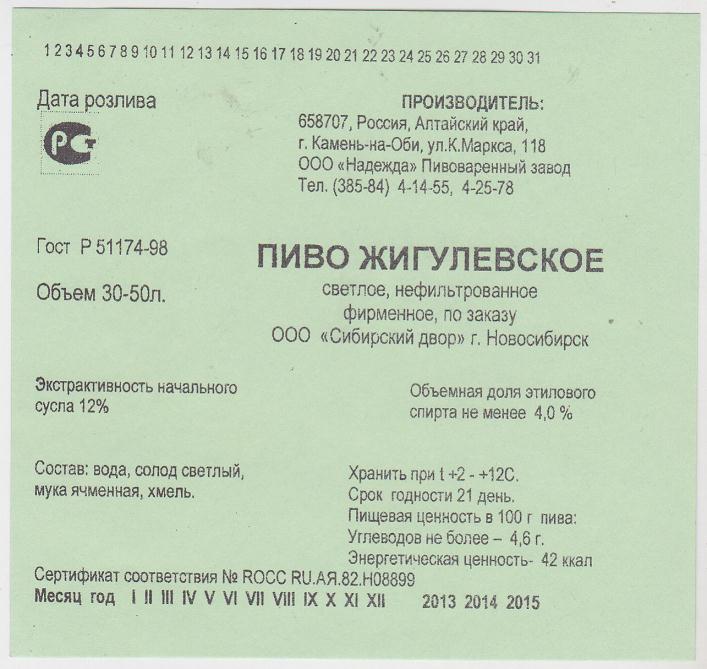 1 2 3 4 5 6 7 8 9 10 11 12 13 14 15 16 17 18 19 20 21 22 23 24 25 26 27 28 29 30 31
Дата розлива
РСТ
ПРОИЗВОДИТЕЛЬ:
658707, Россия, Алтайский край,
г. Камень-на-Оби, ул.К.Маркса, 118
ООО «Надежда» Пивоваренный завод
Тел. (385-84) 4-14-55, 4-25-78
Гост Р 51174-98
Объем 30-50л.
ПИВО ЖИГУЛЕВСКОЕ
светлое, нефильтрованное
фирменное, по заказу
ООО «Сибирский двор» г. Новосибирск
Экстрактивность начального
сусла 12%
Объемная доля этилового
спирта не менее 4,0 %
Состав: вода, солод светлый,
мука ячменная, хмель.
Хранить при t +2 - +12С.
Срок годности 21 день.
Пищевая ценность в 100 г пива:
Углеводов не более – 4,6 г.
Энергетическая ценность- 42 ккал
Сертификат соответствия № РОСС RU.АЯ.82.Н08899
Месяц год I II III IV V VI VII VIII IX X XI XII 2013 2014 2015